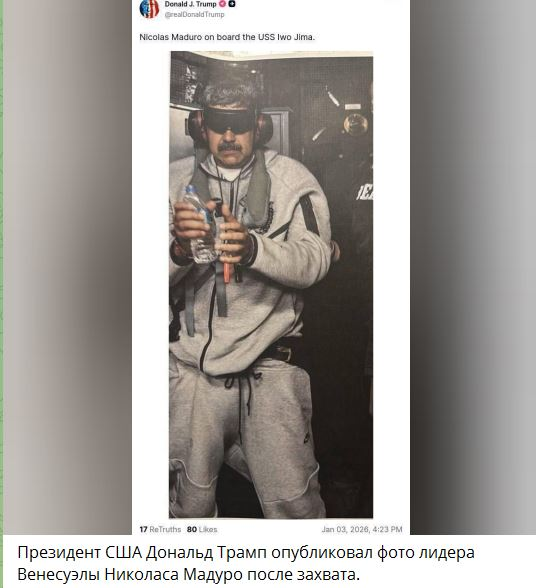 Donald J. Trump
@realDonaldTrump
Nicolas Maduro on board the USS Iwo Jima.
17 ReTruths 80 Likes
Jan 03, 2026, 4:23 PM
Президент США Дональд Трамп опубликовал фото лидера
Венесуэлы Николаса Мадуро после захвата.